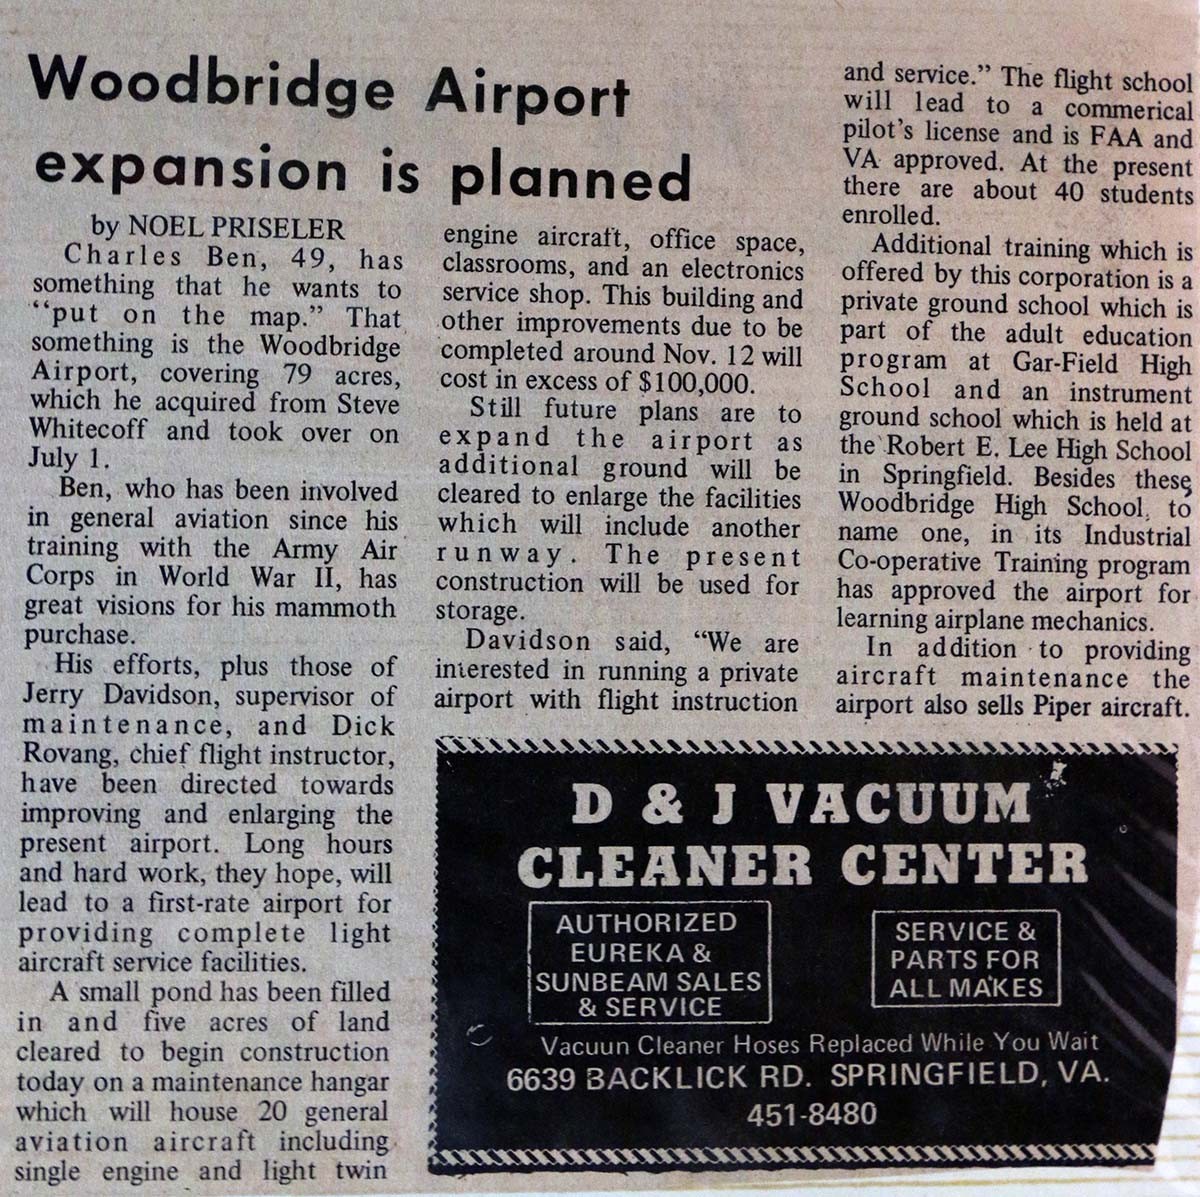 Woodbridge Airport
expansion is planned
by NOEL PRISELER
Charles Ben, 49, has
something that he wants to
“put on the map.” That
something is the Woodbridge
Airport, covering 79 acres,
which he acquired from Steve
Whitecoff and took over on
July 1.
Ben, who has been involved
in general aviation since his
training with the Army Air
Corps in World War II, has
great visions for his mammoth
purchase.
His efforts, plus those of
Jerry Davidson, supervisor of
maintenance, and Dick
Rovang, chief flight instructor,
have been directed towards
improving and enlarging the
present airport. Long hours
and hard work, they hope, will
lead to a first-rate airport for
providing complete light
aircraft service facilities.
A small pond has been filled
in and five acres of land
cleared to begin construction
today on a maintenance hangar
which will house 20 general
aviation aircraft including
single engine and light twin
engine aircraft, office space,
classrooms, and an electronics
service shop. This building and
other improvements due to be
completed around Nov. 12 will
cost in excess of $100,000.
Still future plans are to
expand the airport as
additional ground will be
cleared to enlarge the facilities
which will include another
runway. The present
construction will be used for
storage.
Davidson said, “We are
interested in running a private
airport with flight instruction
and service.” The flight school
will lead to a commerical
pilot’s license and is FAA and
VA approved. At the present
there are about 40 students
enrolled.
Additional training which is
offered by this corporation is a
private ground school which is
part of the adult education
program at Gar-Field High
School and an instrument
ground school which is held at
the Robert E. Lee High School
in Springfield. Besides these,
Woodbridge High School, to
name one, in its Industrial
Co-operative Training program
has approved the airport for
learning airplane mechanics.
In addition to providing
aircraft maintenance the
airport also sells Piper aircraft.
D & J VACUUM
CLEANER CENTER
AUTHORIZED
EUREKA &
SUNBEAM SALES
& SERVICE
SERVICE &
PARTS FOR
ALL MAKES
Vacuun Cleaner Hoses Replaced While You Wait
6639 BACKLICK RD. SPRINGFIELD, VA.
451-8480